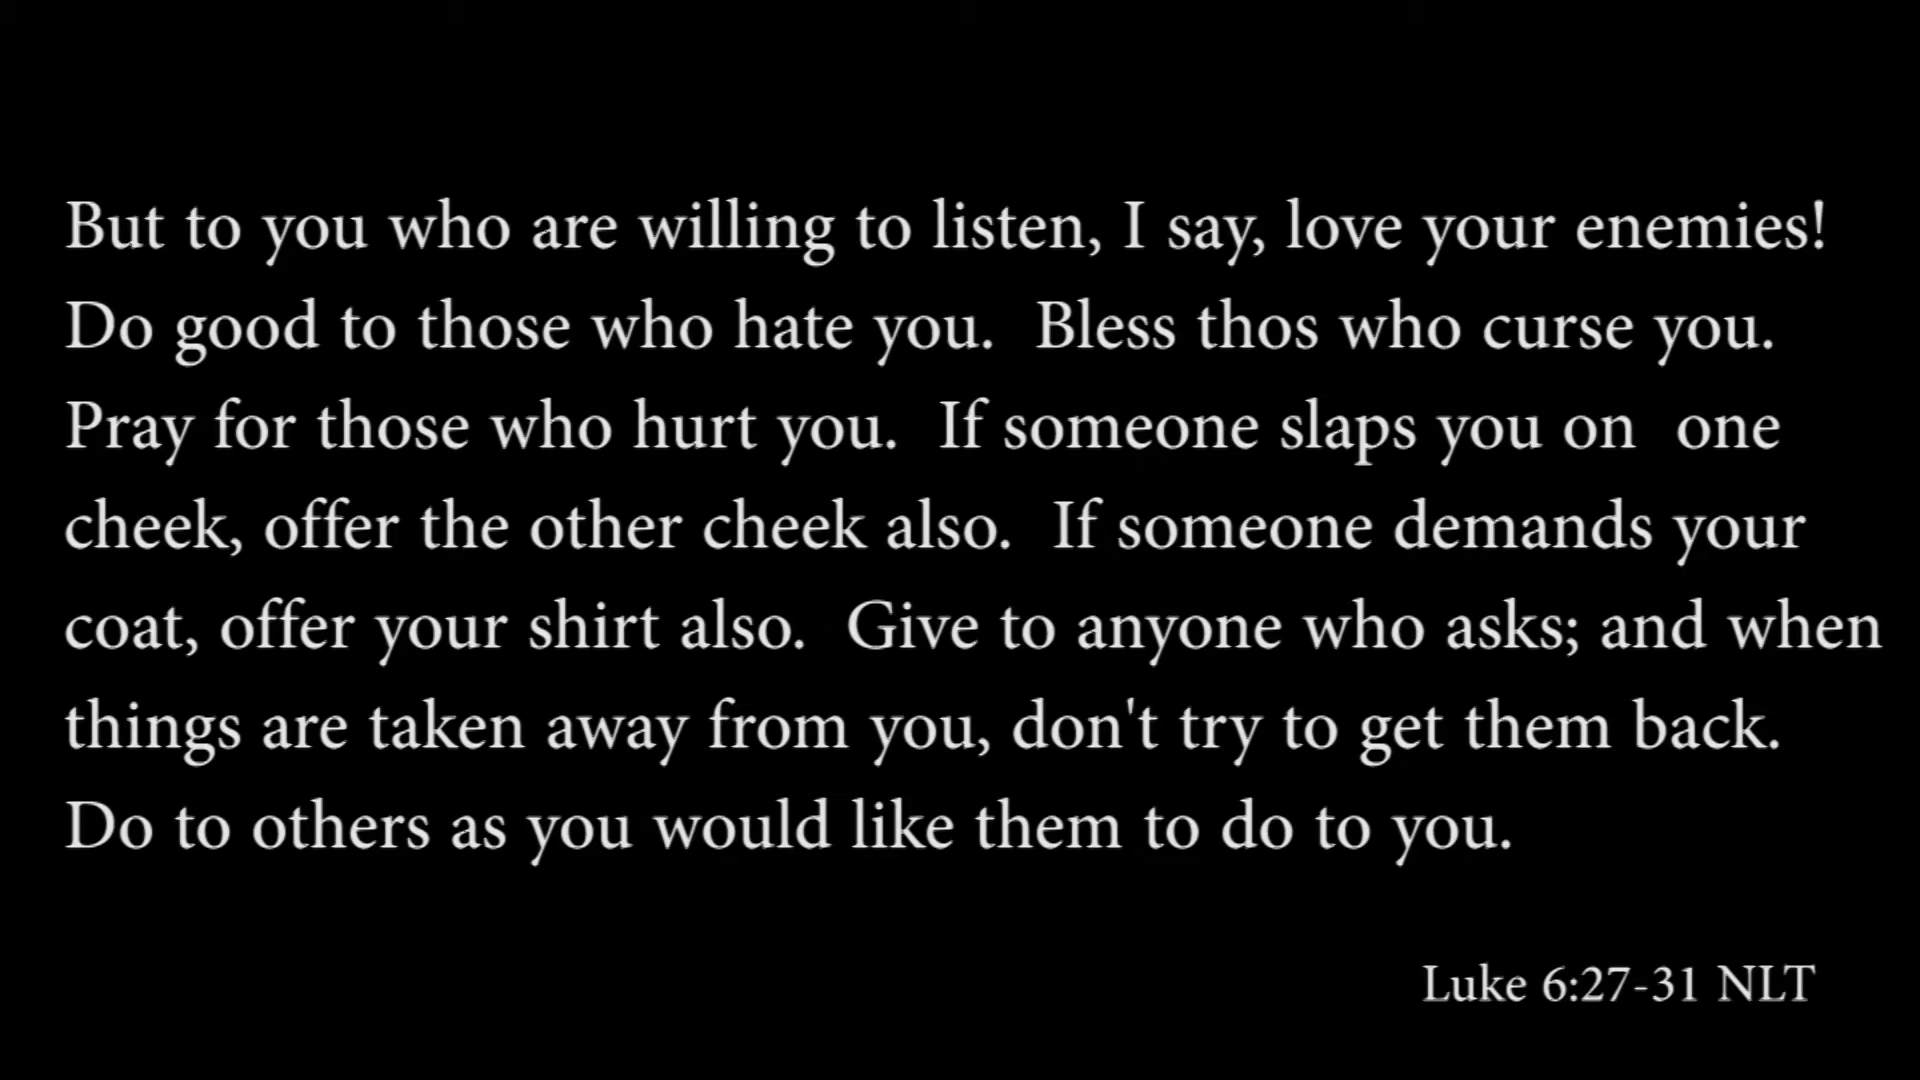 But to you who are willing to listen, I say, love your enemies!
Do good to those who hate you.  Bless thos who curse you.
Pray for those who hurt you.  If someone slaps you on  one
cheek, offer the other cheek also.  If someone demands your
coat, offer your shirt also.  Give to anyone who asks; and when
things are taken away from you, don't try to get them back.
Do to others as you would like them to do to you.
Luke 6:27-31 NLT